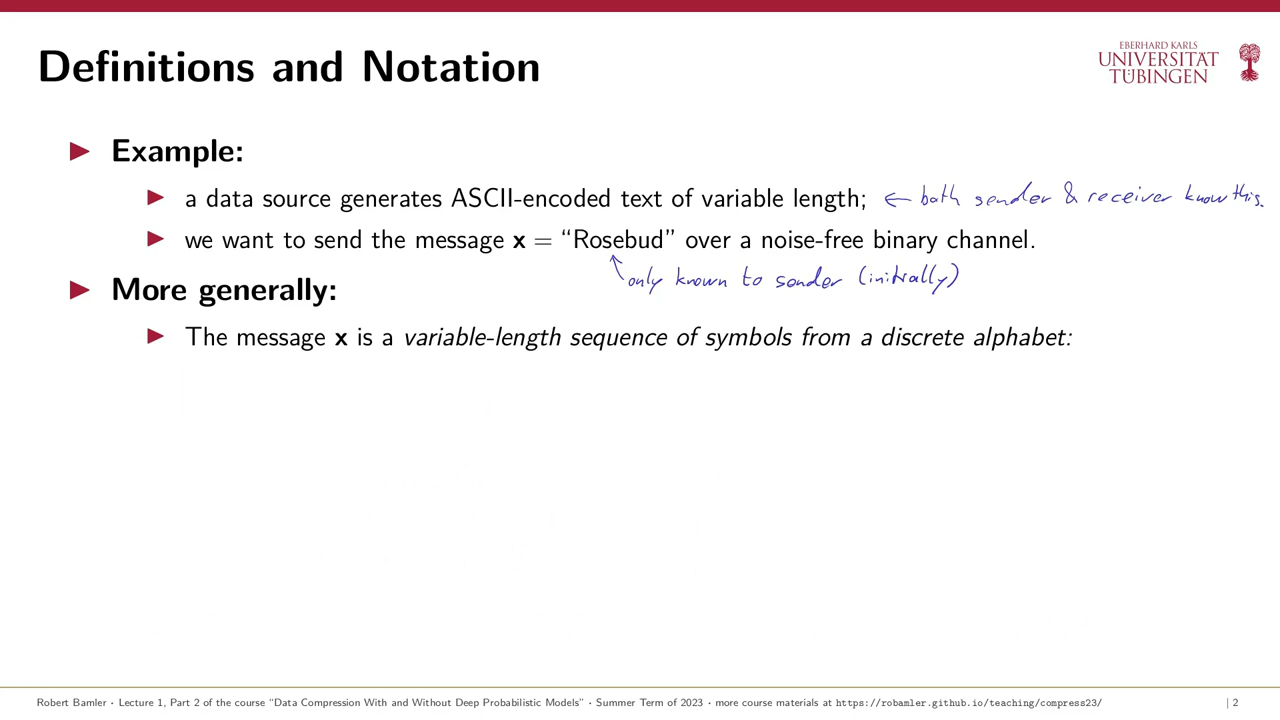 Definitions and Notation
EBERHARD KARLS
UNIVERSITÄT
TÜBINGEN
Example:
a data source generates ASCII-encoded text of variable length; ← both sender & receiver know this.
we want to send the message x = “Rosebud” over a noise-free binary channel.
only known to sender (initially)
More generally:
The message x is a variable-length sequence of symbols from a discrete alphabet:
Robert Bamler · Lecture 1, Part 2 of the course “Data Compression With and Without Deep Probabilistic Models” · Summer Term of 2023 · more course materials at https://robamler.github.io/teaching/compress23/ | 2